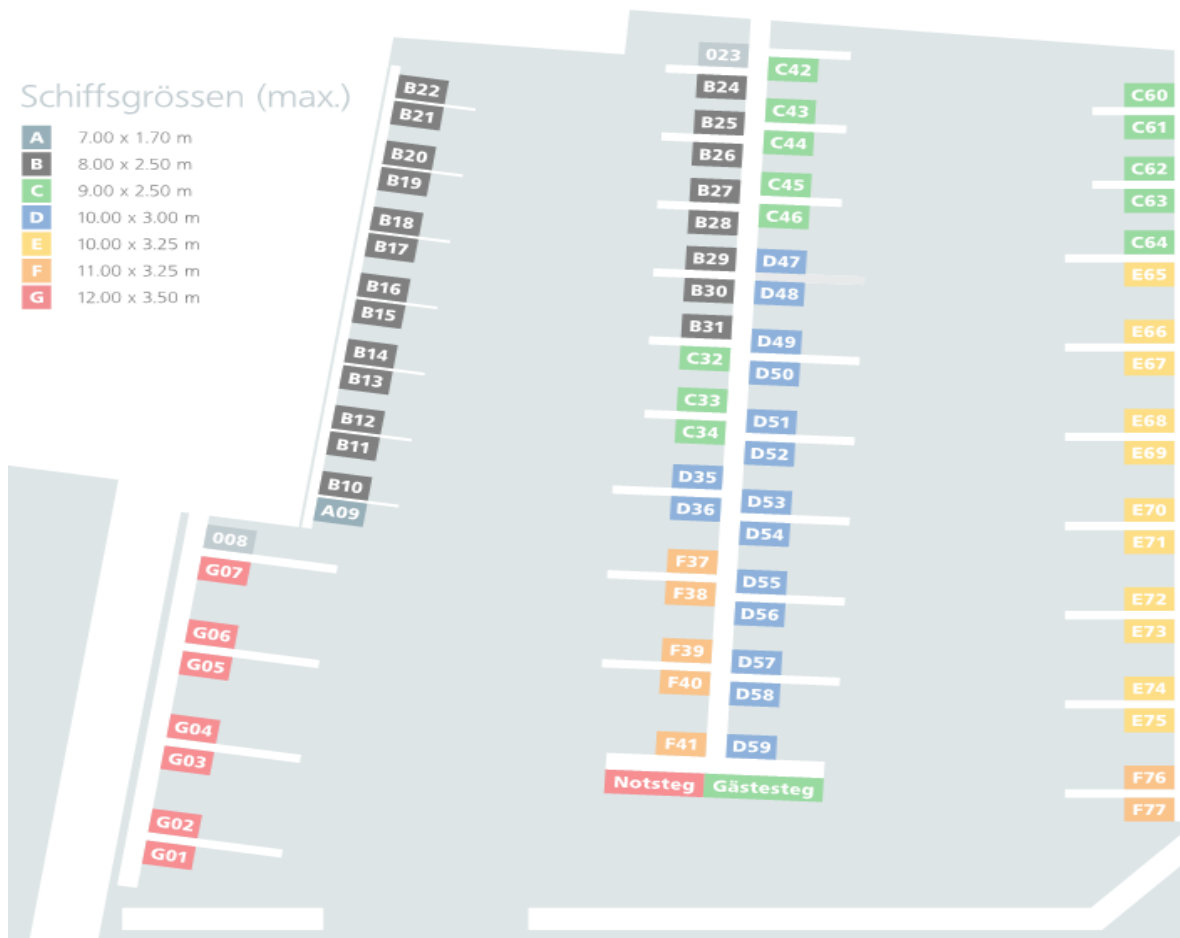 Schiffsgrössen (max.)
A 7.00 x 1.70 m
B 8.00 x 2.50 m
C 9.00 x 2.50 m
D 10.00 x 3.00 m
E 10.00 x 3.25 m
F 11.00 x 3.25 m
G 12.00 x 3.50 m
B22
B21
B20
B19
B18
B17
B16
B15
B14
B13
B12
B11
B10
A09
008
G07
G06
G05
G04
G03
G02
G01
023
B24
B25
B26
B27
B28
B29
B30
B31
C32
C33
C34
D35
D36
F37
F38
F39
F40
F41
C42
C43
C44
C45
C46
D47
D48
D49
D50
D51
D52
D53
D54
D55
D56
D57
D58
D59
Notsteg Gästesteg
C60
C61
C62
C63
C64
E65
E66
E67
E68
E69
E70
E71
E72
E73
E74
E75
F76
F77